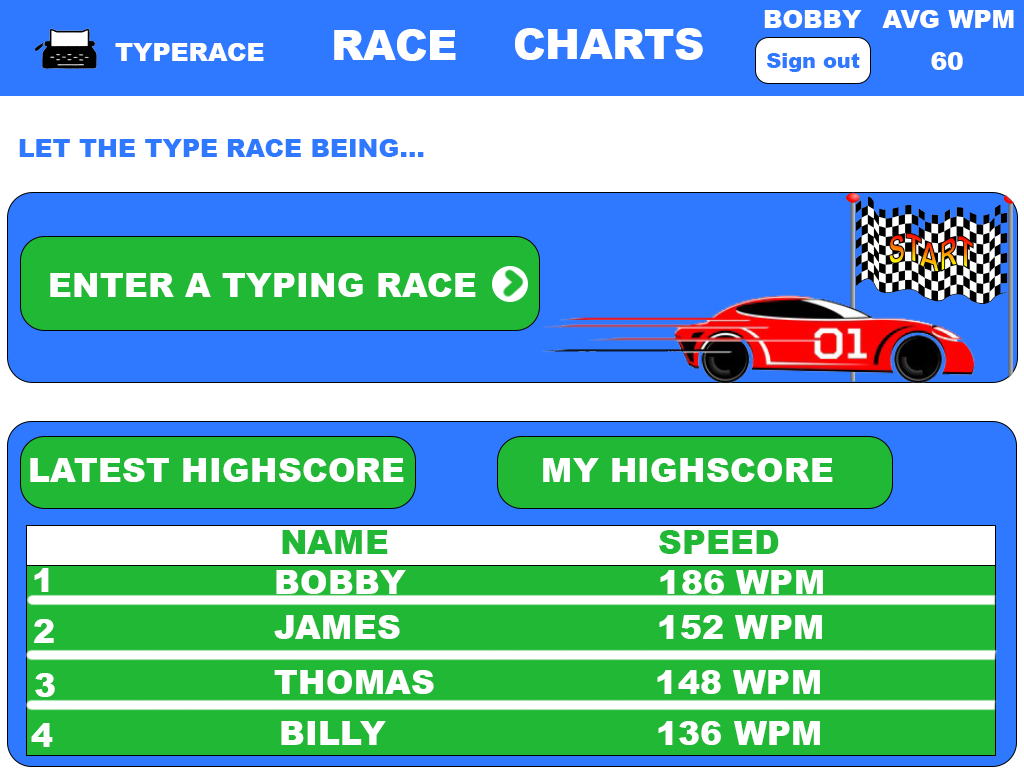 TYPERACE
RACE
CHARTS
BOBBY
AVG WPM
Sign out
60
LET THE TYPE RACE BEING...
ENTER A TYPING RACE
START
01
LATEST HIGHSCORE
MY HIGHSCORE
NAME SPEED
1 BOBBY 186 WPM
2 JAMES 152 WPM
3 THOMAS 148 WPM
4 BILLY 136 WPM